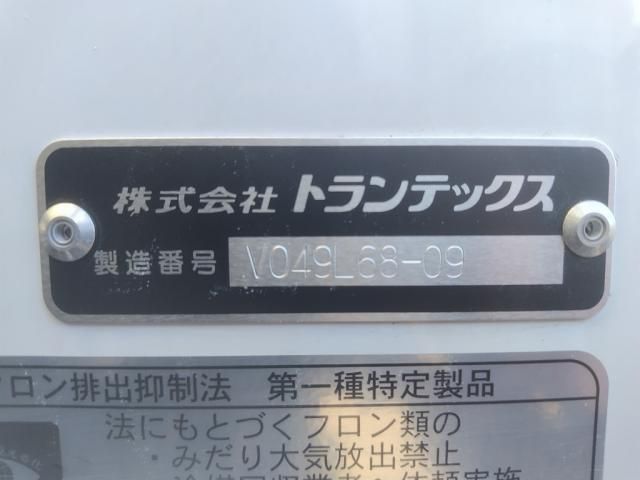 株式会社 トランテックス
製造番号 V049L68-09
フロン排出抑制法 第一種特定製品
法にもとづくフロン類の
・みだり大気放出禁止